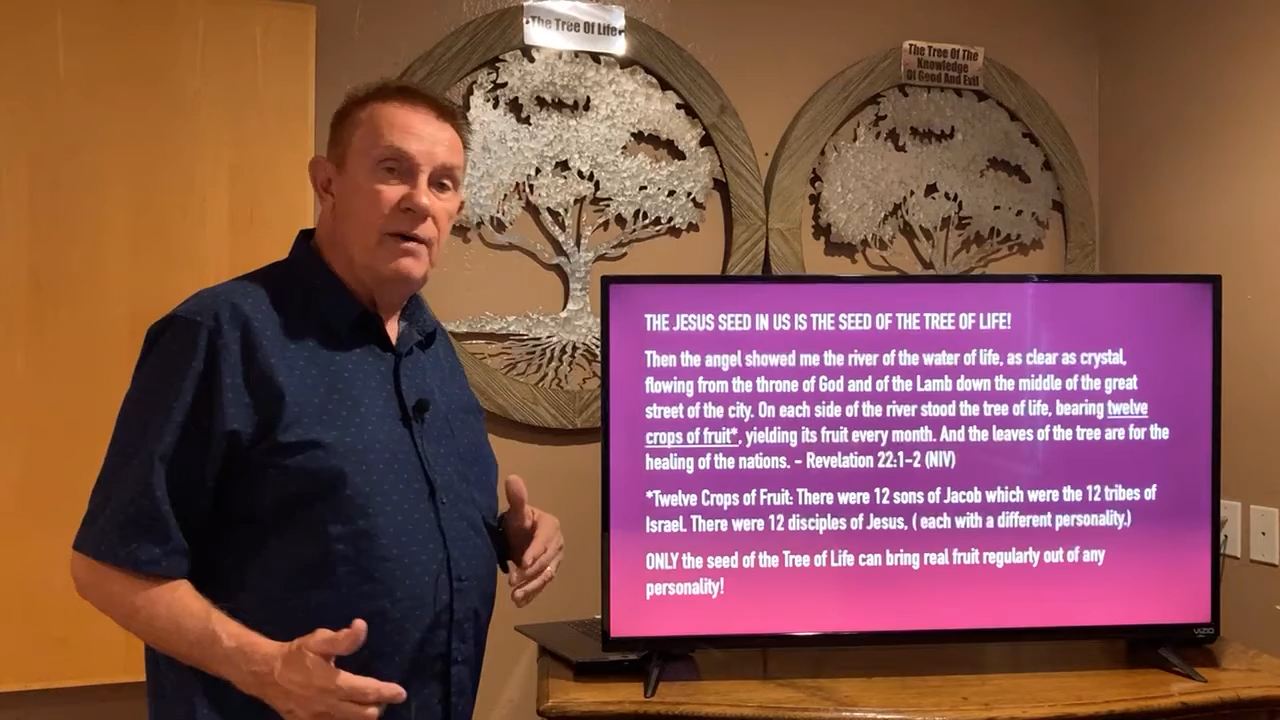 The Tree Of Life
The Tree Of The
Knowledge
Of Good And Evil
THE JESUS SEED IN US IS THE SEED OF THE TREE OF LIFE!
Then the angel showed me the river of the water of life, as clear as crystal,
flowing from the throne of God and of the Lamb down the middle of the great
street of the city. On each side of the river stood the tree of life, bearing twelve
crops of fruit*, yielding its fruit every month. And the leaves of the tree are for the
healing of the nations. - Revelation 22:1-2 (NIV)
*Twelve Crops of Fruit: There were 12 sons of Jacob which were the 12 tribes of
Israel. There were 12 disciples of Jesus, ( each with a different personality.)
ONLY the seed of the Tree of Life can bring real fruit regularly out of any
personality!
VIZIO